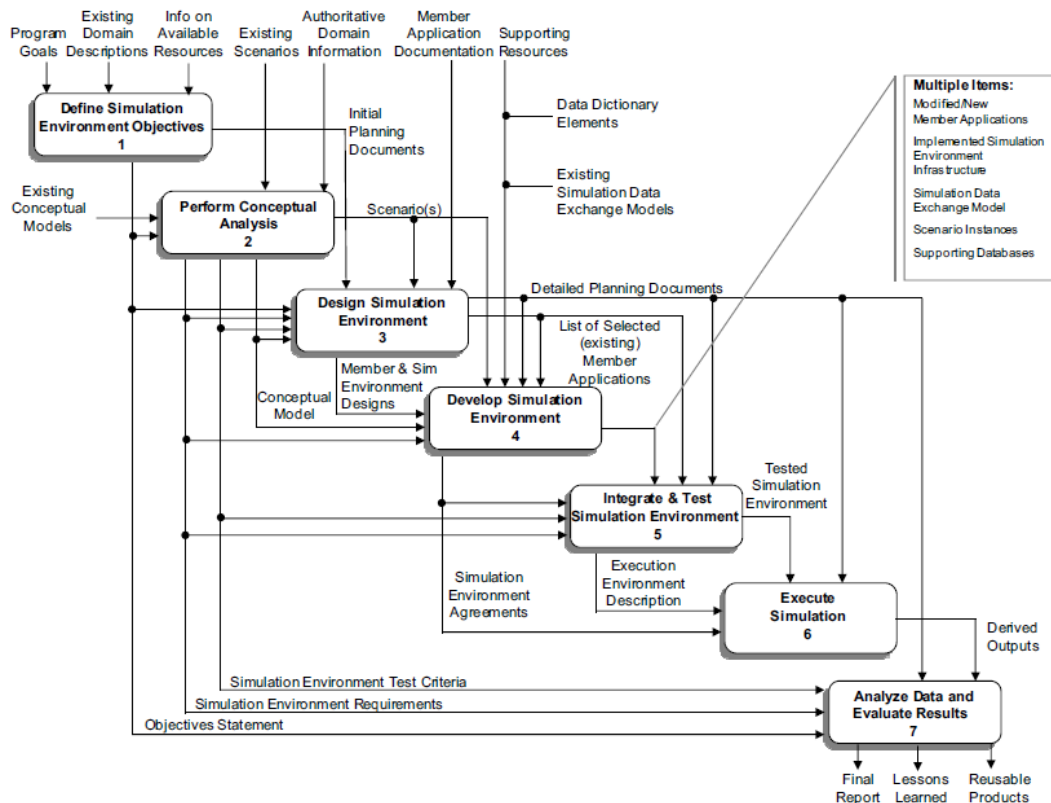 Program
Goals
Existing
Domain
Descriptions
Info on
Available
Resources
Existing
Scenarios
Authoritative
Domain
Information
Member
Application
Documentation
Supporting
Resources
Define Simulation
Environment Objectives
1
Initial
Planning
Documents
Data Dictionary
Elements
Existing
Simulation Data
Exchange Models
Multiple Items:
Modified/New
Member Applications
Implemented Simulation
Environment
Infrastructure
Simulation Data
Exchange Model
Scenario Instances
Supporting Databases
Existing
Conceptual
Models
Perform Conceptual
Analysis
2
Scenario(s)
Design Simulation
Environment
3
Detailed Planning Documents
List of Selected
(existing)
Member
Applications
Member & Sim
Environment
Designs
Conceptual
Model
Develop Simulation
Environment
4
Integrate & Test
Simulation Environment
5
Tested
Simulation
Environment
Simulation
Environment
Agreements
Execution
Environment
Description
Execute
Simulation
6
Derived
Outputs
Simulation Environment Test Criteria
Simulation Environment Requirements
Objectives Statement
Analyze Data and
Evaluate Results
7
Final
Report
Lessons
Learned
Reusable
Products